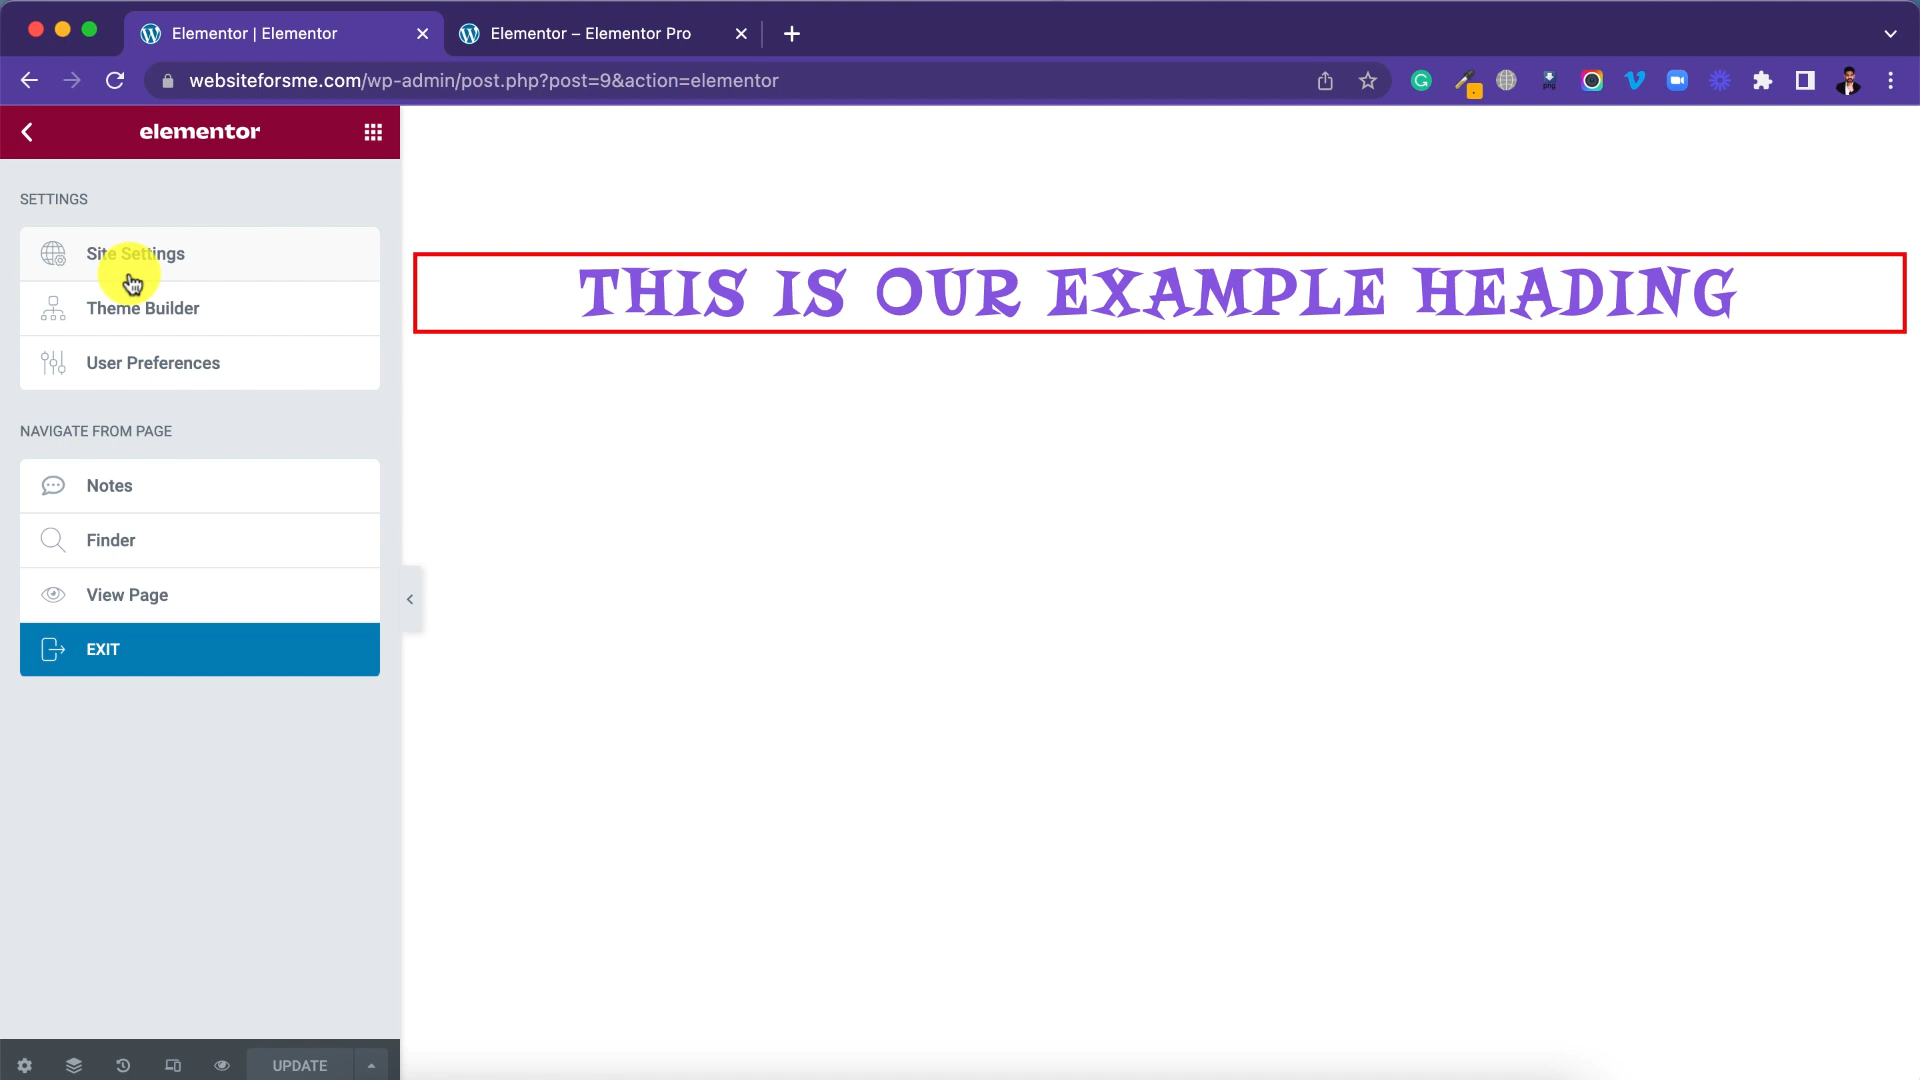 Elementor | Elementor
Elementor – Elementor Pro
websiteforsme.com/wp-admin/post.php?post=9&action=elementor
elementor
SETTINGS
Site Settings
Theme Builder
User Preferences
NAVIGATE FROM PAGE
Notes
Finder
View Page
EXIT
UPDATE
THIS IS OUR EXAMPLE HEADING